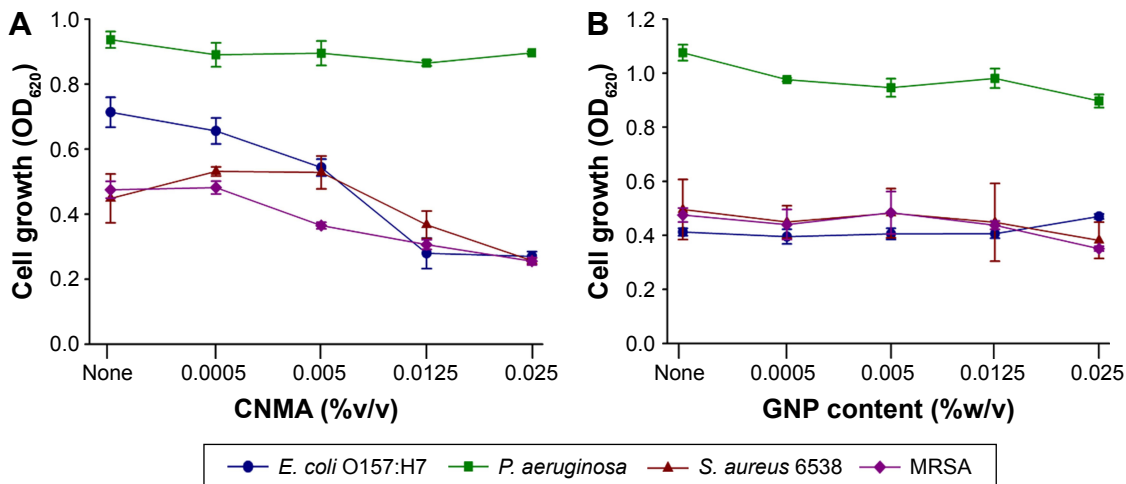 A
Cell growth (OD620)
1.0
0.8
0.6
0.4
0.2
0.0
None 0.0005 0.005 0.0125 0.025
CNMA (%v/v)
B
Cell growth (OD620)
1.2
1.0
0.8
0.6
0.4
0.2
0.0
None 0.0005 0.005 0.0125 0.025
GNP content (%w/v)
E. coli O157:H7 P. aeruginosa S. aureus 6538 MRSA